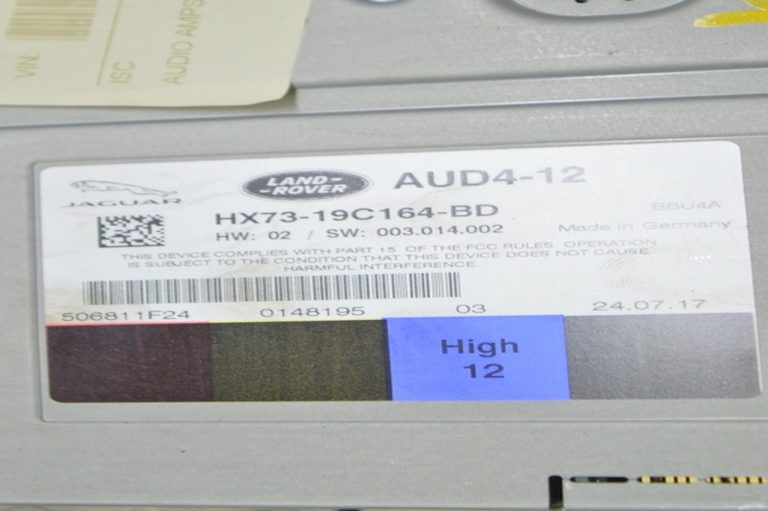 VIN:
ISC
AUDIO AMPS
JAGUAR
LAND-
-ROVER
AUD4-12
HX73-19C164-BD
BBU4A
HW: 02 / SW: 003.014.002
Made in Germany
THIS DEVICE COMPLIES WITH PART 15 OF THE FCC RULES. OPERATION
IS SUBJECT TO THE CONDITION THAT THIS DEVICE DOES NOT CAUSE
HARMFUL INTERFERENCE
506811F24 0148195 03 24.07.17
High
12